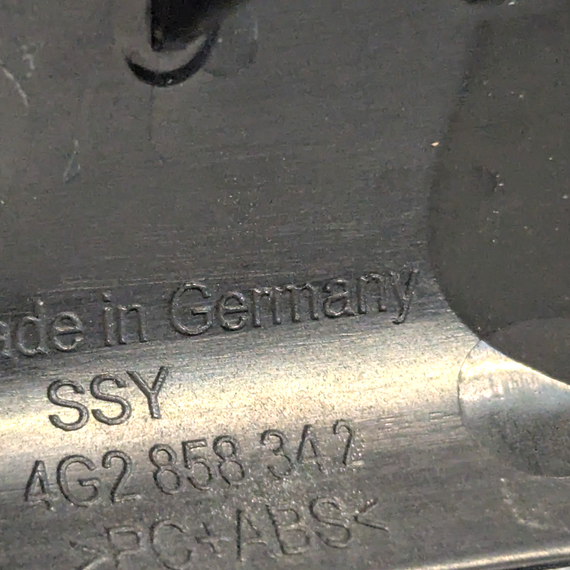 ade in Germany
SSY
4G2 858 342
>PC+ABS<